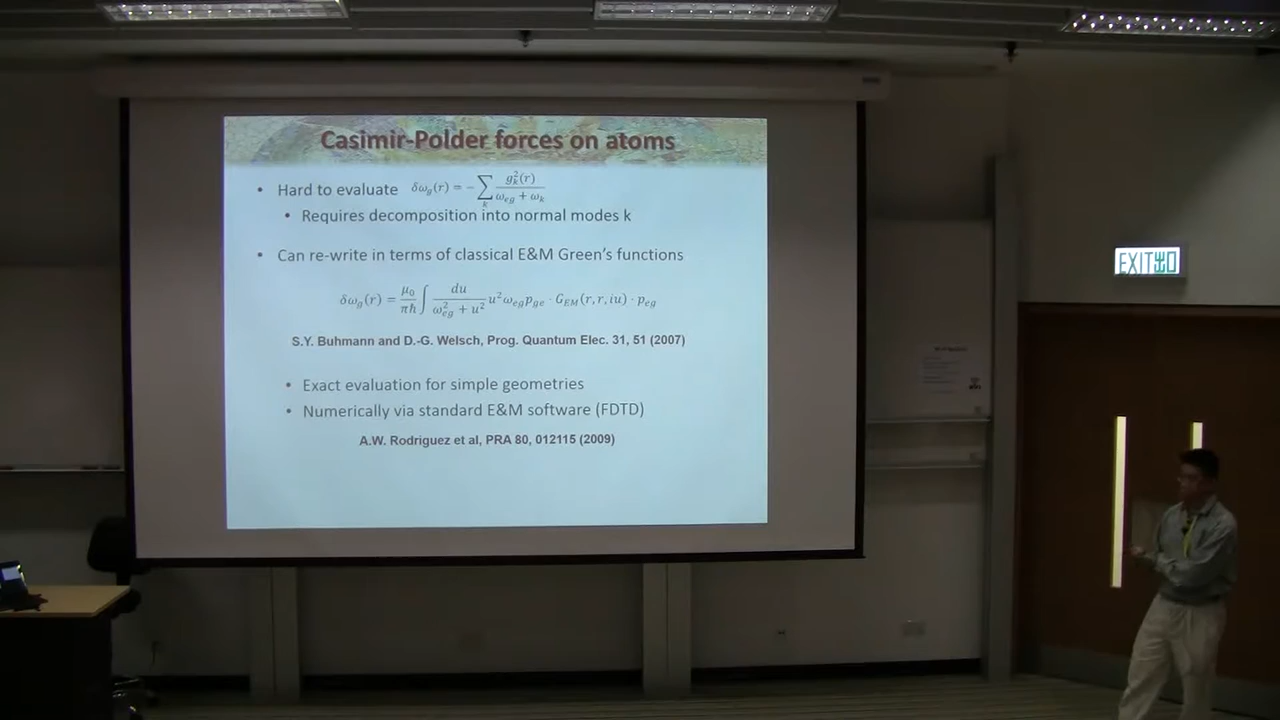 Casimir-Polder forces on atoms
• Hard to evaluate δω_g(r) = −∑_k g_k²(r) / (ω_eg + ω_k)
• Requires decomposition into normal modes k
• Can re-write in terms of classical E&M Green's functions
δω_g(r) = μ₀/πħ ∫ du / (ω_eg² + u²) u² ω_eg p_ge · G_EM(r, r, iu) · p_eg
S.Y. Buhmann and D.-G. Welsch, Prog. Quantum Elec. 31, 51 (2007)
• Exact evaluation for simple geometries
• Numerically via standard E&M software (FDTD)
A.W. Rodriguez et al, PRA 80, 012115 (2009)
EXIT出口